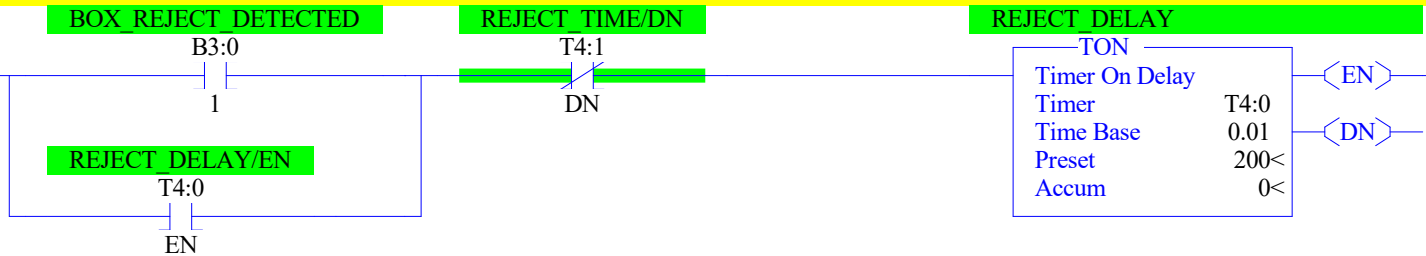 BOX_REJECT_DETECTED
B3:0
1
REJECT_TIME/DN
T4:1
DN
REJECT_DELAY
TON
Timer On Delay
Timer T4:0
Time Base 0.01
Preset 200<
Accum 0<
EN
DN
REJECT_DELAY/EN
T4:0
EN